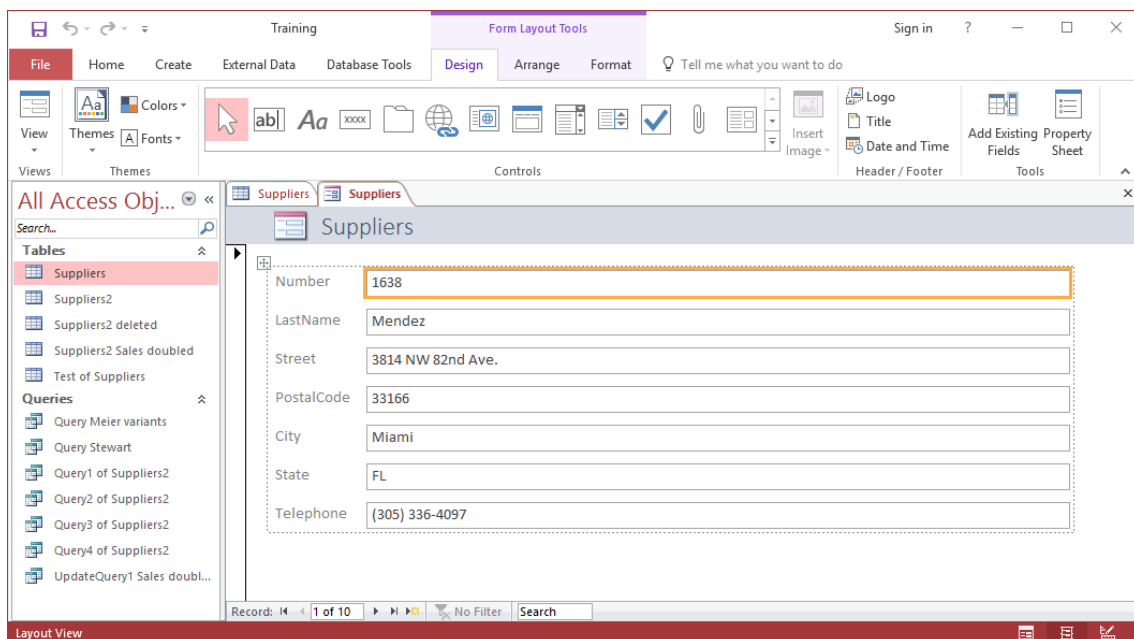 Training
Form Layout Tools
Sign in ?
File Home Create External Data Database Tools Design Arrange Format Tell me what you want to do
View
Aa
Themes
Colors
A Fonts
ab| Aa xxxx
Insert Image
Logo
Title
Date and Time
Add Existing Fields
Property Sheet
Views Themes Controls Header / Footer Tools
All Access Obj... «
Search...
Tables
Suppliers
Suppliers2
Suppliers2 deleted
Suppliers2 Sales doubled
Test of Suppliers
Queries
Query Meier variants
Query Stewart
Query1 of Suppliers2
Query2 of Suppliers2
Query3 of Suppliers2
Query4 of Suppliers2
UpdateQuery1 Sales doubl...
Suppliers Suppliers
Suppliers
Number 1638
LastName Mendez
Street 3814 NW 82nd Ave.
PostalCode 33166
City Miami
State FL
Telephone (305) 336-4097
Record: 1 of 10 No Filter Search
Layout View